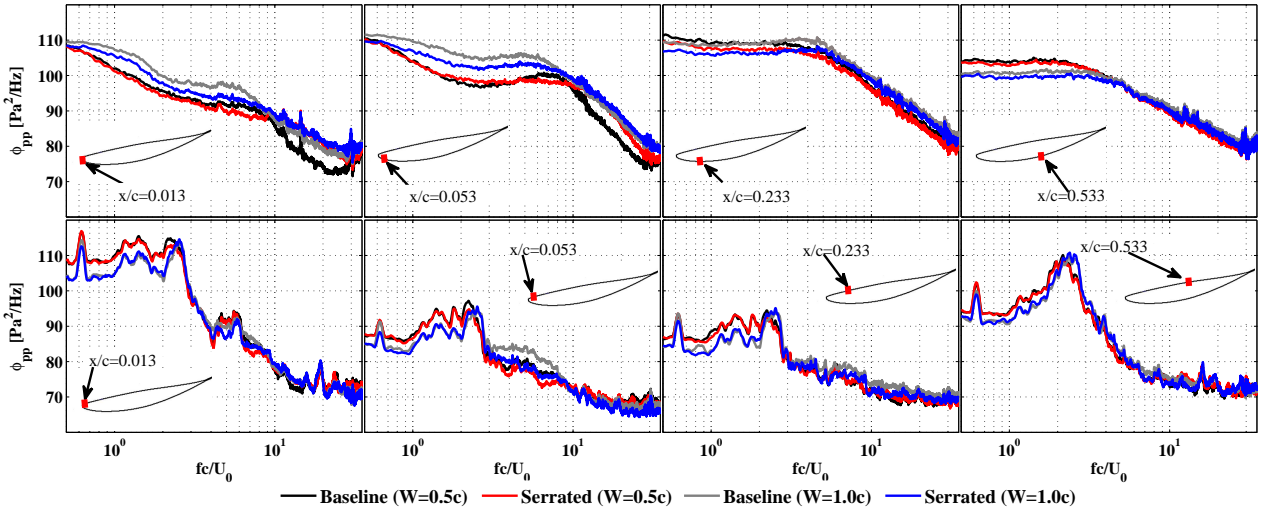 110
100
90
80
70
ϕpp [Pa²/Hz]
x/c=0.013
x/c=0.053
x/c=0.233
x/c=0.533
110
100
90
80
70
ϕpp [Pa²/Hz]
x/c=0.013
x/c=0.053
x/c=0.233
x/c=0.533
10⁰ 10¹
10⁰ 10¹
10⁰ 10¹
10⁰ 10¹
fc/U₀
fc/U₀
fc/U₀
fc/U₀
Baseline (W=0.5c) Serrated (W=0.5c) Baseline (W=1.0c) Serrated (W=1.0c)